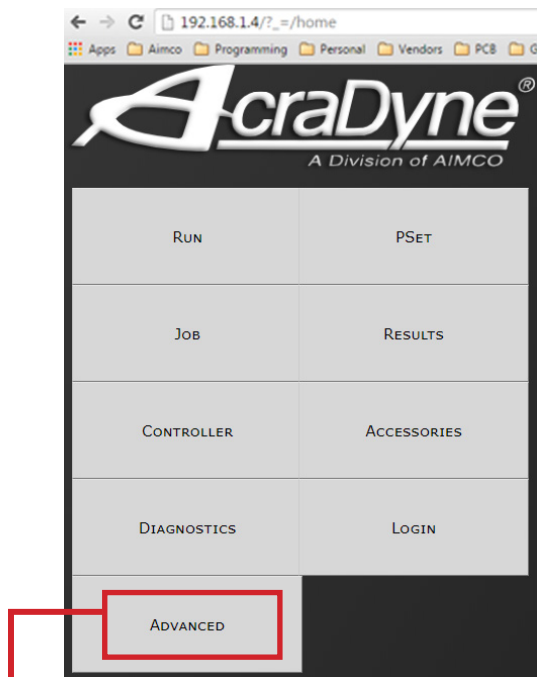 192.168.1.4/?_=/home
Apps Aimco Programming Personal Vendors PCB G
AcraDyne®
A Division of AIMCO
RUN PSET
JOB RESULTS
CONTROLLER ACCESSORIES
DIAGNOSTICS LOGIN
ADVANCED